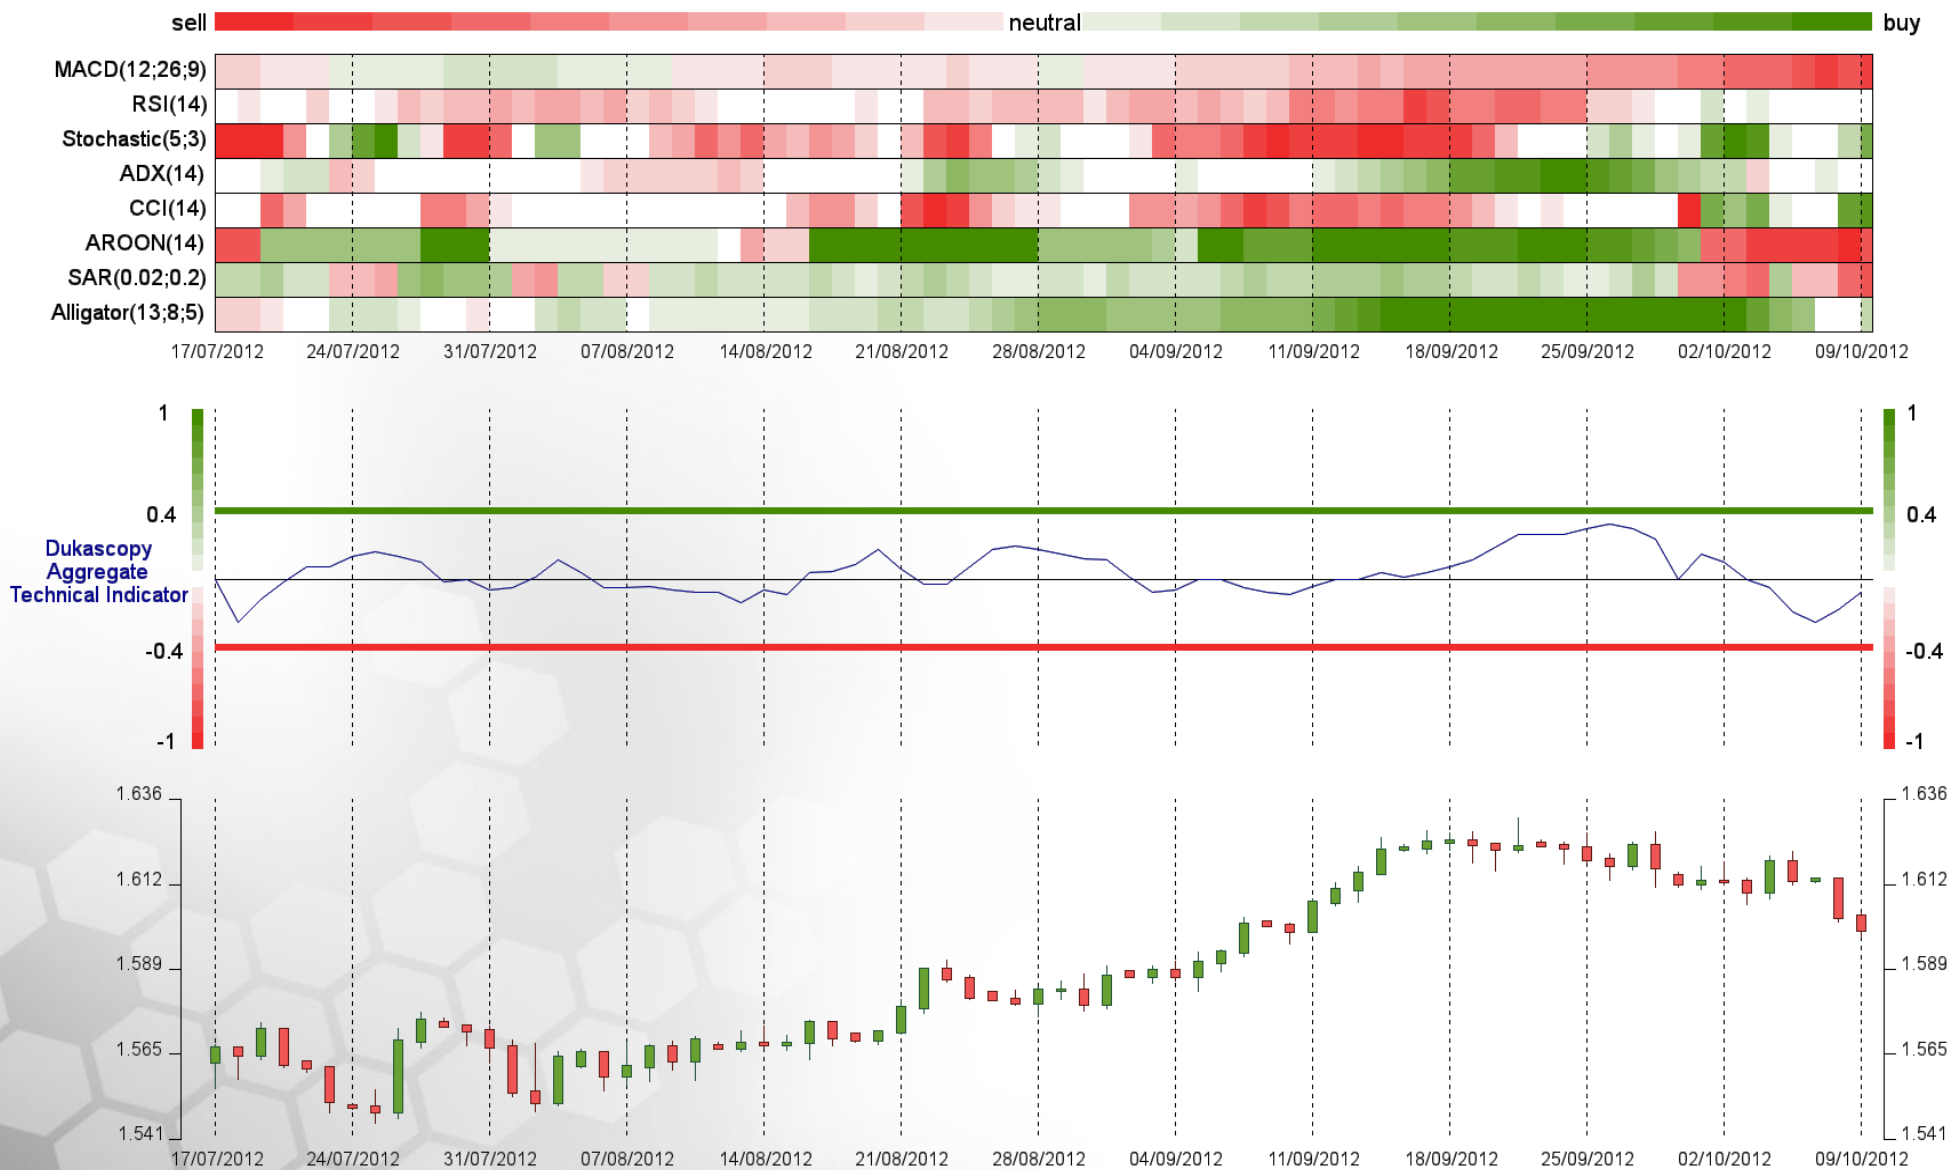 sell neutral buy
MACD(12;26;9)
RSI(14)
Stochastic(5;3)
ADX(14)
CCI(14)
AROON(14)
SAR(0.02;0.2)
Alligator(13;8;5)
17/07/2012 24/07/2012 31/07/2012 07/08/2012 14/08/2012 21/08/2012 28/08/2012 04/09/2012 11/09/2012 18/09/2012 25/09/2012 02/10/2012 09/10/2012
1 1
0.4 0.4
Dukascopy
Aggregate
Technical Indicator
-0.4 -0.4
-1 -1
1.636 1.636
1.612 1.612
1.589 1.589
1.565 1.565
1.541 1.541
17/07/2012 24/07/2012 31/07/2012 07/08/2012 14/08/2012 21/08/2012 28/08/2012 04/09/2012 11/09/2012 18/09/2012 25/09/2012 02/10/2012 09/10/2012